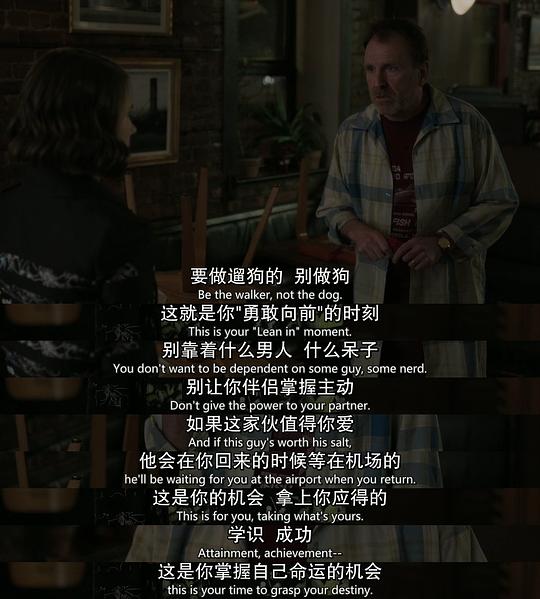 要做遛狗的 别做狗
Be the walker, not the dog.
这就是你"勇敢向前"的时刻
This is your "Lean in" moment.
别靠着什么男人 什么呆子
You don't want to be dependent on some guy, some nerd.
别让你伴侣掌握主动
Don't give the power to your partner.
如果这家伙值得你爱
And if this guy's worth his salt,
他会在你回来的时候等在机场的
he'll be waiting for you at the airport when you return.
这是你的机会 拿上你应得的
This is for you, taking what's yours.
学识 成功
Attainment, achievement--
这是你掌握自己命运的机会
this is your time to grasp your destiny.